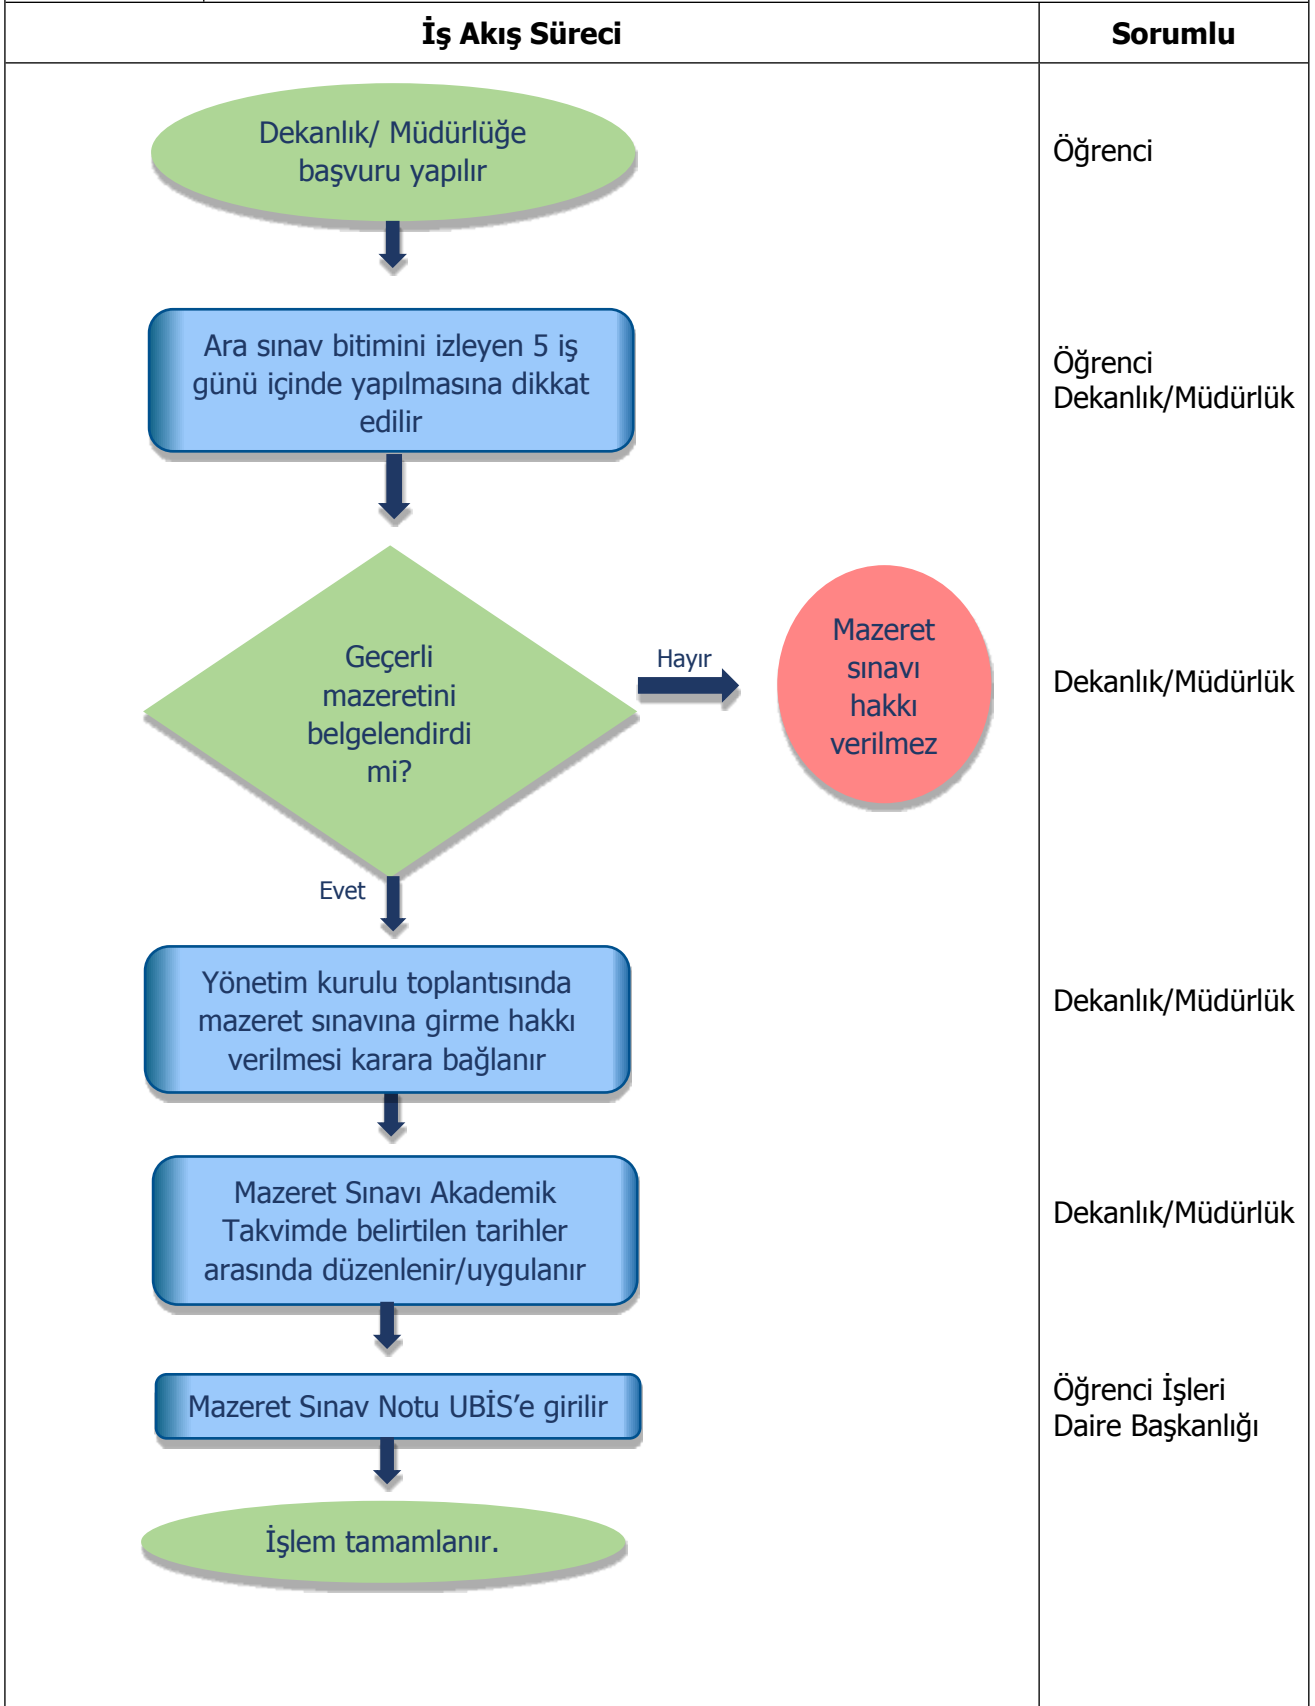 İş Akış Süreci
Sorumlu
Dekanlık/ Müdürlüğe
başvuru yapılır
Öğrenci
Ara sınav bitimini izleyen 5 iş
günü içinde yapılmasına dikkat
edilir
Öğrenci
Dekanlık/Müdürlük
Geçerli
mazeretini
belgelendirdi
mi?
Hayır
Mazeret
sınavı
hakkı
verilmez
Dekanlık/Müdürlük
Evet
Yönetim kurulu toplantısında
mazeret sınavına girme hakkı
verilmesi karara bağlanır
Dekanlık/Müdürlük
Mazeret Sınavı Akademik
Takvimde belirtilen tarihler
arasında düzenlenir/uygulanır
Dekanlık/Müdürlük
Mazeret Sınav Notu UBİS’e girilir
Öğrenci İşleri
Daire Başkanlığı
İşlem tamamlanır.